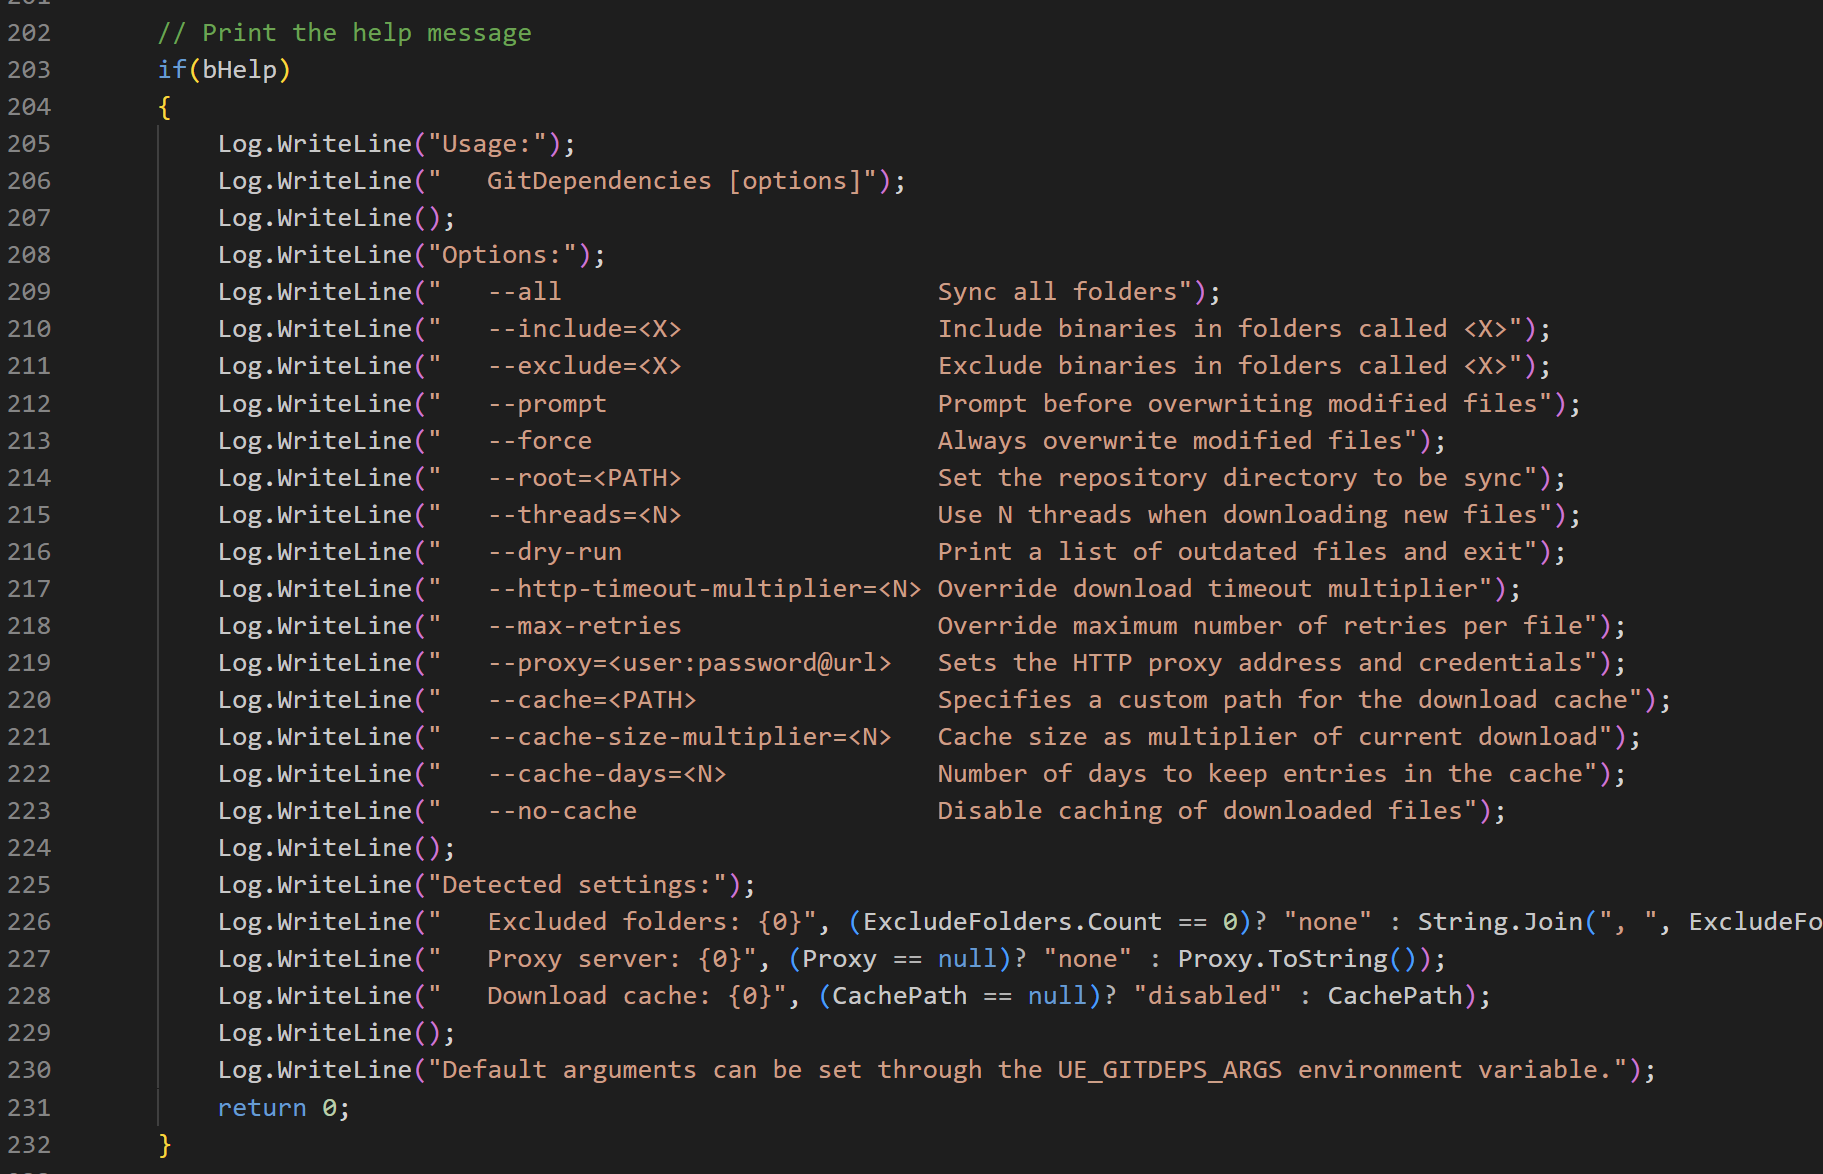 202 // Print the help message
203 if(bHelp)
204 {
205 Log.WriteLine("Usage:");
206 Log.WriteLine("   GitDependencies [options]");
207 Log.WriteLine();
208 Log.WriteLine("Options:");
209 Log.WriteLine("   --all                         Sync all folders");
210 Log.WriteLine("   --include=<X>                 Include binaries in folders called <X>");
211 Log.WriteLine("   --exclude=<X>                 Exclude binaries in folders called <X>");
212 Log.WriteLine("   --prompt                      Prompt before overwriting modified files");
213 Log.WriteLine("   --force                       Always overwrite modified files");
214 Log.WriteLine("   --root=<PATH>                 Set the repository directory to be sync");
215 Log.WriteLine("   --threads=<N>                 Use N threads when downloading new files");
216 Log.WriteLine("   --dry-run                     Print a list of outdated files and exit");
217 Log.WriteLine("   --http-timeout-multiplier=<N> Override download timeout multiplier");
218 Log.WriteLine("   --max-retries                 Override maximum number of retries per file");
219 Log.WriteLine("   --proxy=<user:password@url>   Sets the HTTP proxy address and credentials");
220 Log.WriteLine("   --cache=<PATH>                Specifies a custom path for the download cache");
221 Log.WriteLine("   --cache-size-multiplier=<N>   Cache size as multiplier of current download");
222 Log.WriteLine("   --cache-days=<N>              Number of days to keep entries in the cache");
223 Log.WriteLine("   --no-cache                    Disable caching of downloaded files");
224 Log.WriteLine();
225 Log.WriteLine("Detected settings:");
226 Log.WriteLine("   Excluded folders: {0}", (ExcludeFolders.Count == 0)? "none" : String.Join(", ", ExcludeFo
227 Log.WriteLine("   Proxy server: {0}", (Proxy == null)? "none" : Proxy.ToString());
228 Log.WriteLine("   Download cache: {0}", (CachePath == null)? "disabled" : CachePath);
229 Log.WriteLine();
230 Log.WriteLine("Default arguments can be set through the UE_GITDEPS_ARGS environment variable.");
231 return 0;
232 }